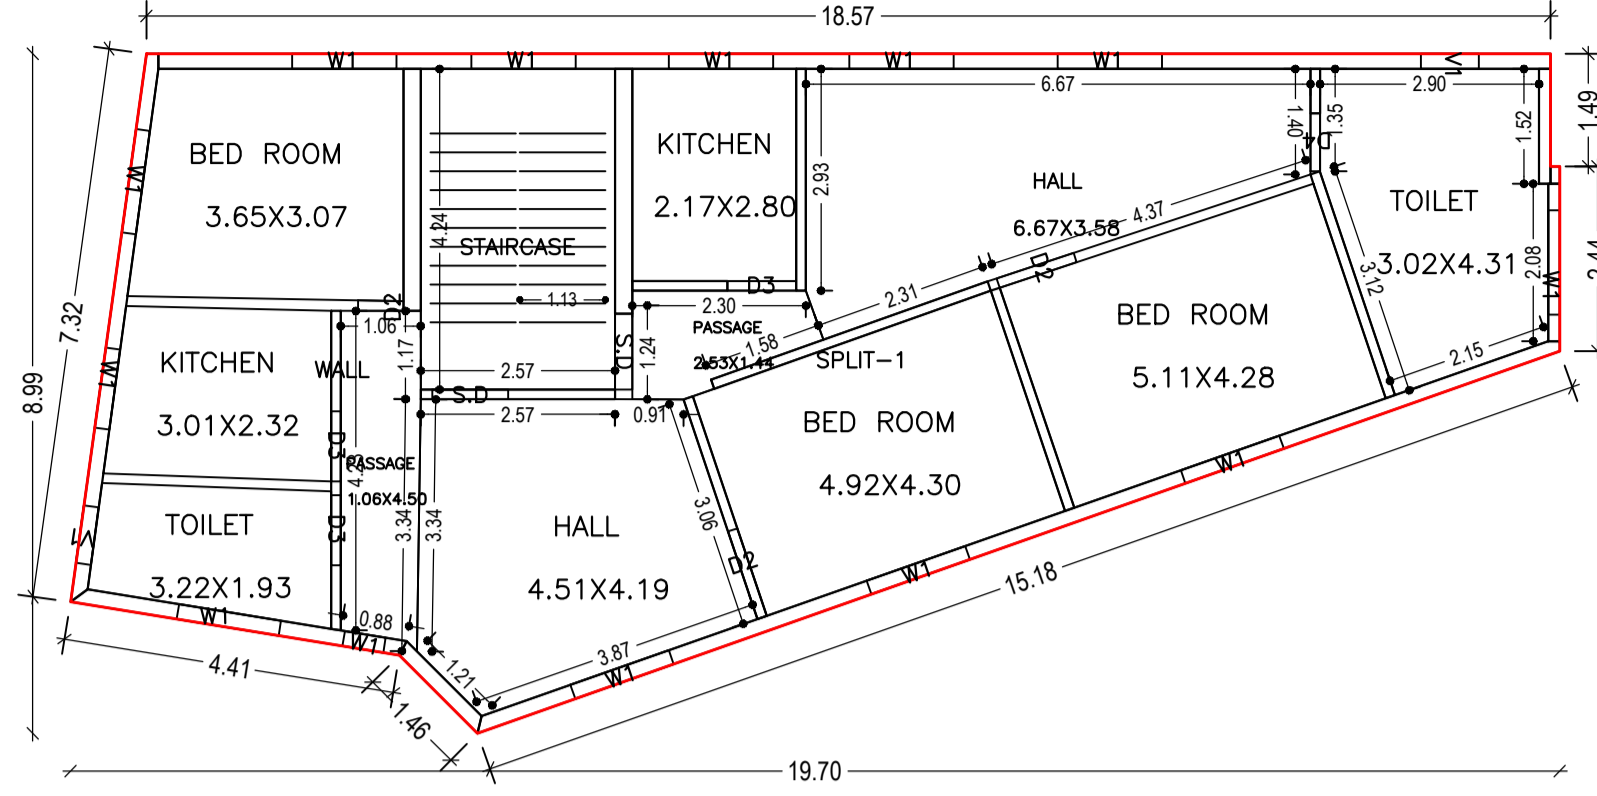 18.57
W1 W1 W1 W1 W1 V1
6.67 2.90
1.49
1.40 1.35 1.52
D4
BED ROOM
3.65X3.07
W1
KITCHEN
2.17X2.80
2.93
HALL
6.67X3.58
4.37
TOILET
3.02X4.31
2.08
W1
2.44
3.12
4.24
STAIRCASE
1.13
D2
D3
2.30
D2
2.31
7.32
1.06
1.17
PASSAGE
2.53X1.44
1.58
1.24
S.D
SPLIT-1
BED ROOM
5.11X4.28
2.15
KITCHEN
3.01X2.32
W1
WALL
2.57
S.D
2.57
0.91
8.99
BED ROOM
4.92X4.30
D3
PASSAGE
1.06X4.50
W1
TOILET
3.22X1.93
V1
D3
3.34
3.34
HALL
4.51X4.19
3.06
D2
W1
15.18
W1
W1
0.88
4.41
1.21
3.87
W1
1.46
19.70